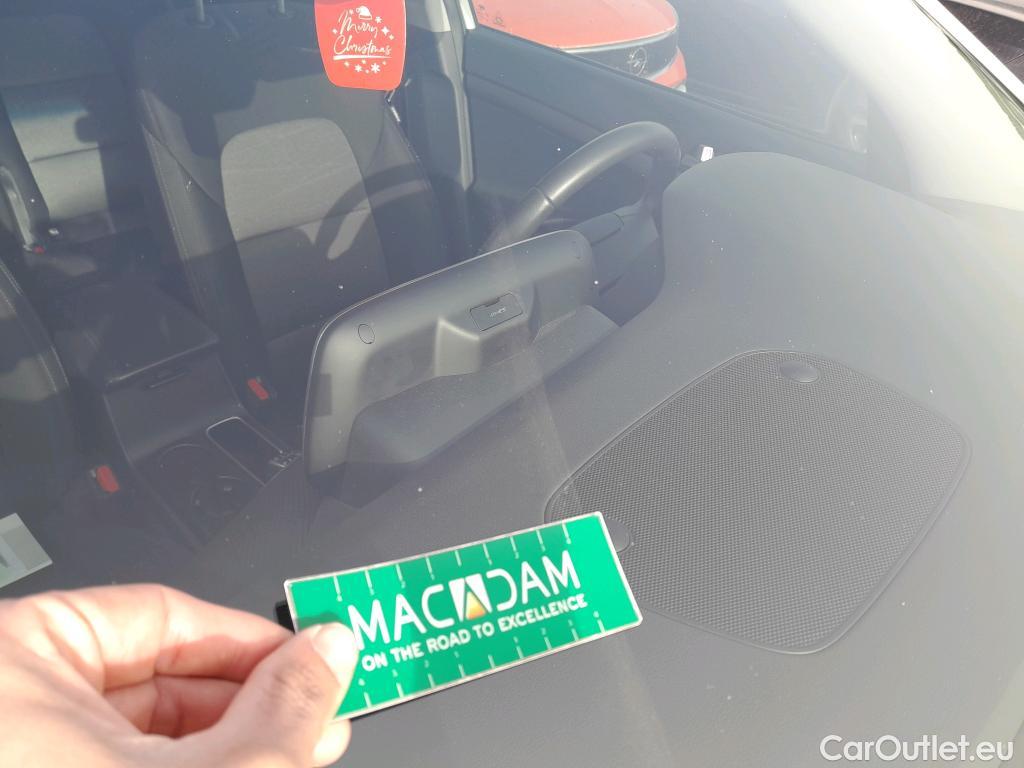 Merry
Christmas
MACADAM
ON THE ROAD TO EXCELLENCE
CarOutlet.eu